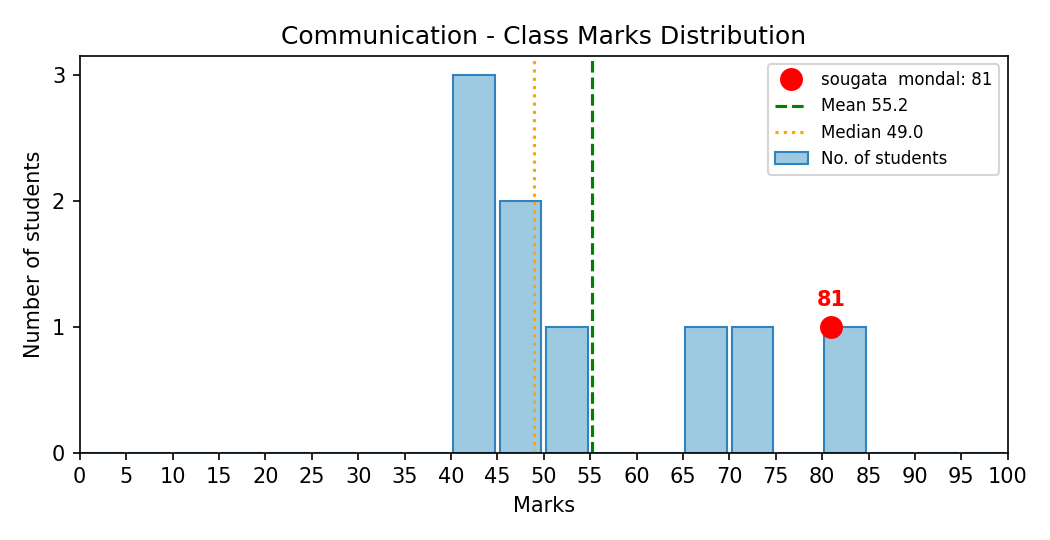 Communication - Class Marks Distribution
sougata  mondal: 81
Mean 55.2
Median 49.0
No. of students
Number of students
3
2
1
0
81
0 5 10 15 20 25 30 35 40 45 50 55 60 65 70 75 80 85 90 95 100
Marks